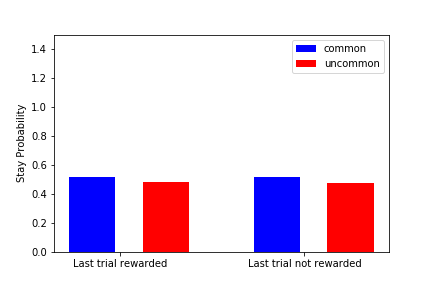 1.4
1.2
1.0
0.8
0.6
0.4
0.2
0.0
Stay Probability
common
uncommon
Last trial rewarded
Last trial not rewarded